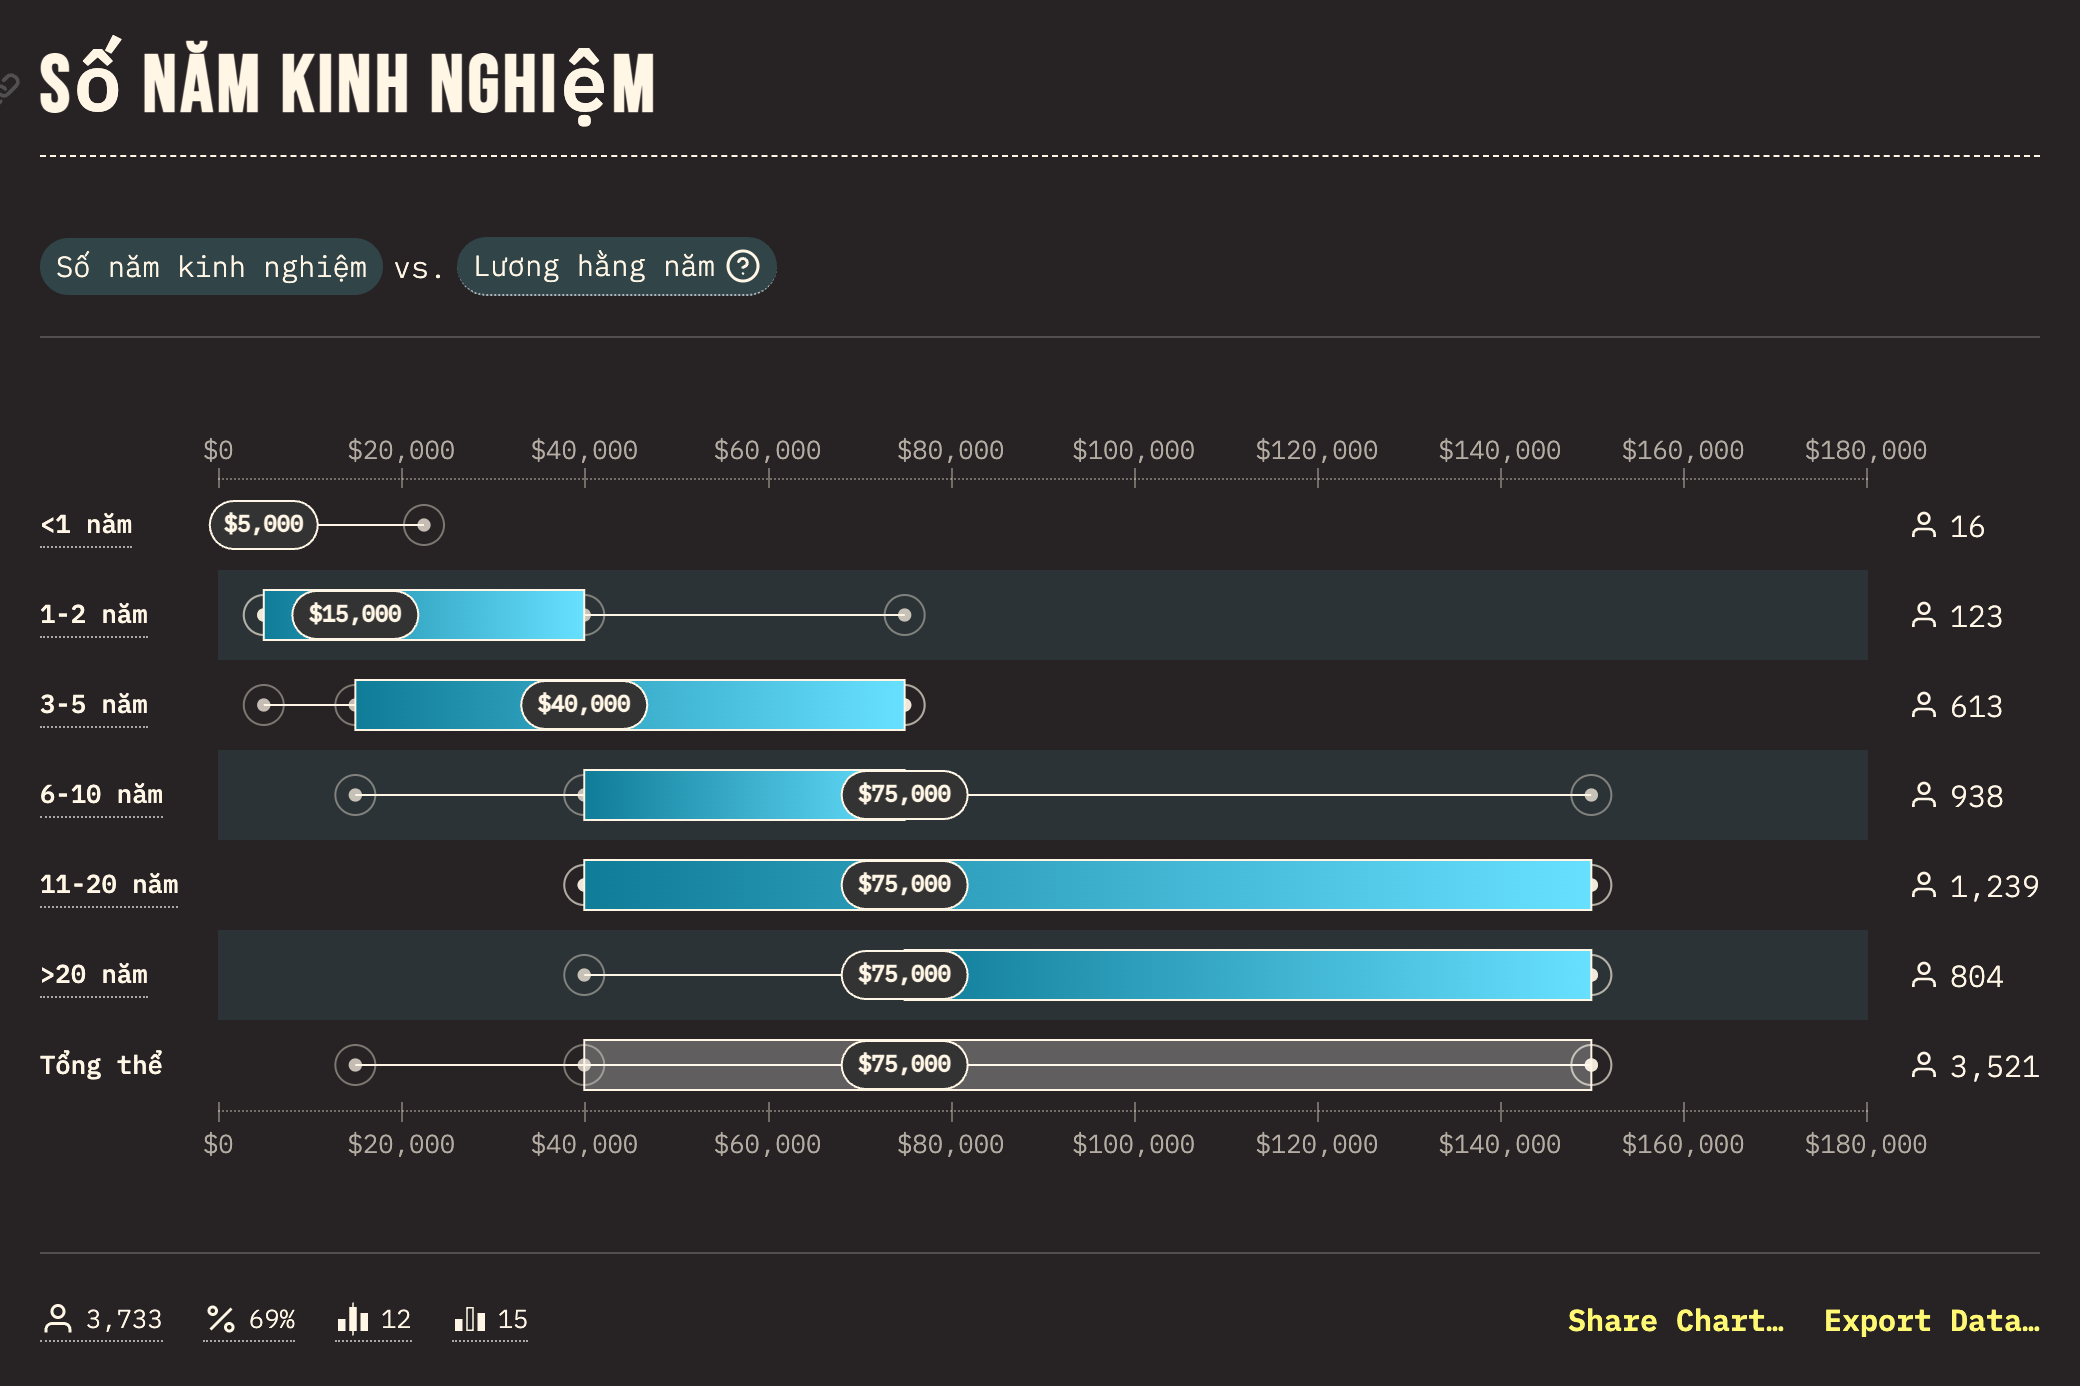 Số NĂM KINH NGHIỆM
Số năm kinh nghiệm vs. Lương hằng năm ?
$0 $20,000 $40,000 $60,000 $80,000 $100,000 $120,000 $140,000 $160,000 $180,000
<1 năm $5,000 16
1-2 năm $15,000 123
3-5 năm $40,000 613
6-10 năm $75,000 938
11-20 năm $75,000 1,239
>20 năm $75,000 804
Tổng thể $75,000 3,521
$0 $20,000 $40,000 $60,000 $80,000 $100,000 $120,000 $140,000 $160,000 $180,000
3,733 % 69% 12 15 Share Chart… Export Data…